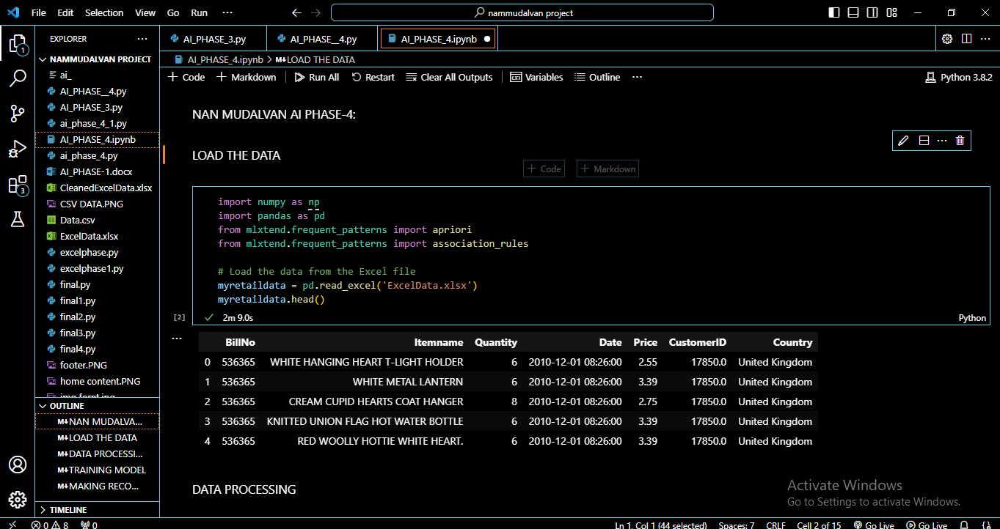 File Edit Selection View Go Run ··· nammudalvan project
EXPLORER ···
1
NAMMUDALVAN PROJECT
ai_
AI_PHASE__4.py
AI_PHASE_3.py
ai_phase_4_1.py
AI_PHASE_4.ipynb
ai_phase_4.py
AI_PHASE-1.docx
CleanedExcelData.xlsx
3
CSV DATA.PNG
Data.csv
ExcelData.xlsx
excelphase.py
excelphase1.py
final.py
final1.py
final2.py
final3.py
final4.py
footer.PNG
home content.PNG
OUTLINE
M↓NAN MUDALVA...
M↓LOAD THE DATA
M↓DATA PROCESSI...
M↓TRAINING MODEL
M↓MAKING RECO...
TIMELINE
AI_PHASE_3.py AI_PHASE__4.py AI_PHASE_4.ipynb ●
AI_PHASE_4.ipynb > M↓LOAD THE DATA
+ Code + Markdown | Run All Restart Clear All Outputs | Variables Outline ··· Python 3.8.2
NAN MUDALVAN AI PHASE-4:
LOAD THE DATA
+ Code + Markdown
import numpy as np
import pandas as pd
from mlxtend.frequent_patterns import apriori
from mlxtend.frequent_patterns import association_rules
# Load the data from the Excel file
myretaildata = pd.read_excel('ExcelData.xlsx')
myretaildata.head()
[2] ✓ 2m 9.0s Python
BillNo Itemname Quantity Date Price CustomerID Country
0 536365 WHITE HANGING HEART T-LIGHT HOLDER 6 2010-12-01 08:26:00 2.55 17850.0 United Kingdom
1 536365 WHITE METAL LANTERN 6 2010-12-01 08:26:00 3.39 17850.0 United Kingdom
2 536365 CREAM CUPID HEARTS COAT HANGER 8 2010-12-01 08:26:00 2.75 17850.0 United Kingdom
3 536365 KNITTED UNION FLAG HOT WATER BOTTLE 6 2010-12-01 08:26:00 3.39 17850.0 United Kingdom
4 536365 RED WOOLLY HOTTIE WHITE HEART. 6 2010-12-01 08:26:00 3.39 17850.0 United Kingdom
DATA PROCESSING
Activate Windows
Go to Settings to activate Windows.
0 8 0 Ln 1, Col 1 (44 selected) Spaces: 7 CRLF Cell 2 of 15 Go Live Go Live